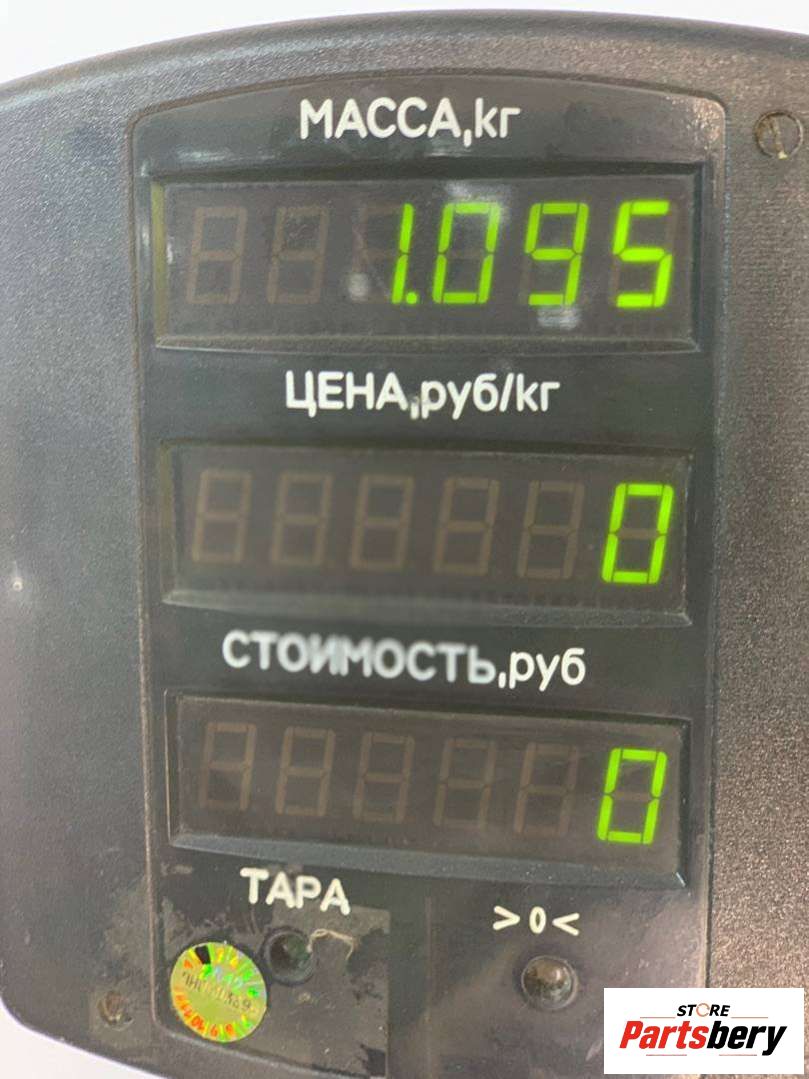 МАССА,кг
1.095
ЦЕНА,руб/кг
0
СТОИМОСТЬ,руб
0
ТАРА
>0<
STORE
Partsbery